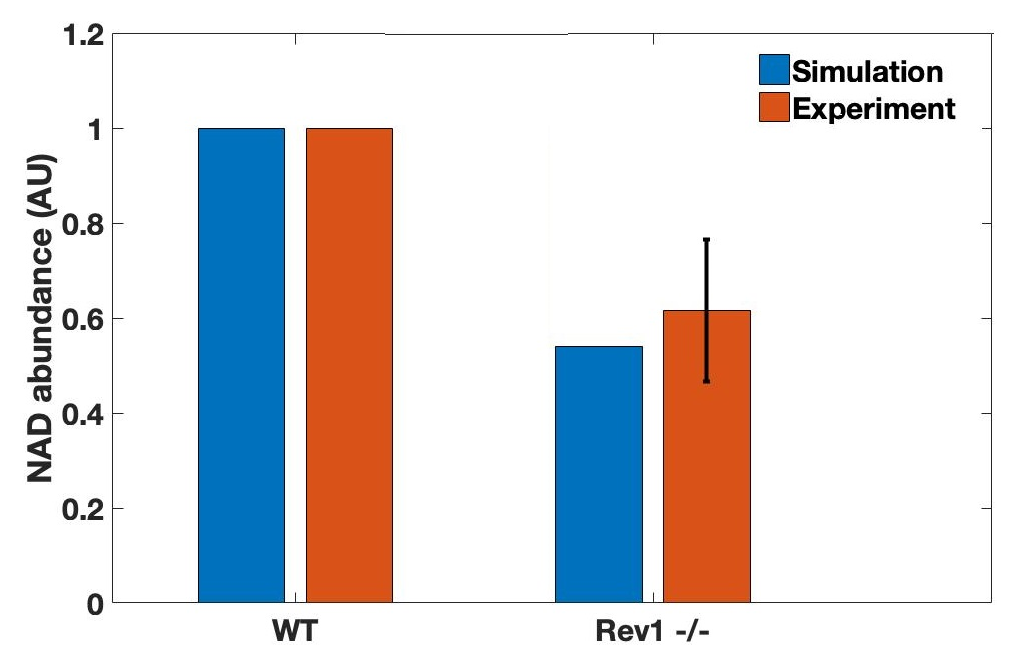 1.2
1
0.8
0.6
0.4
0.2
0
NAD abundance (AU)
Simulation
Experiment
WT
Rev1 -/-